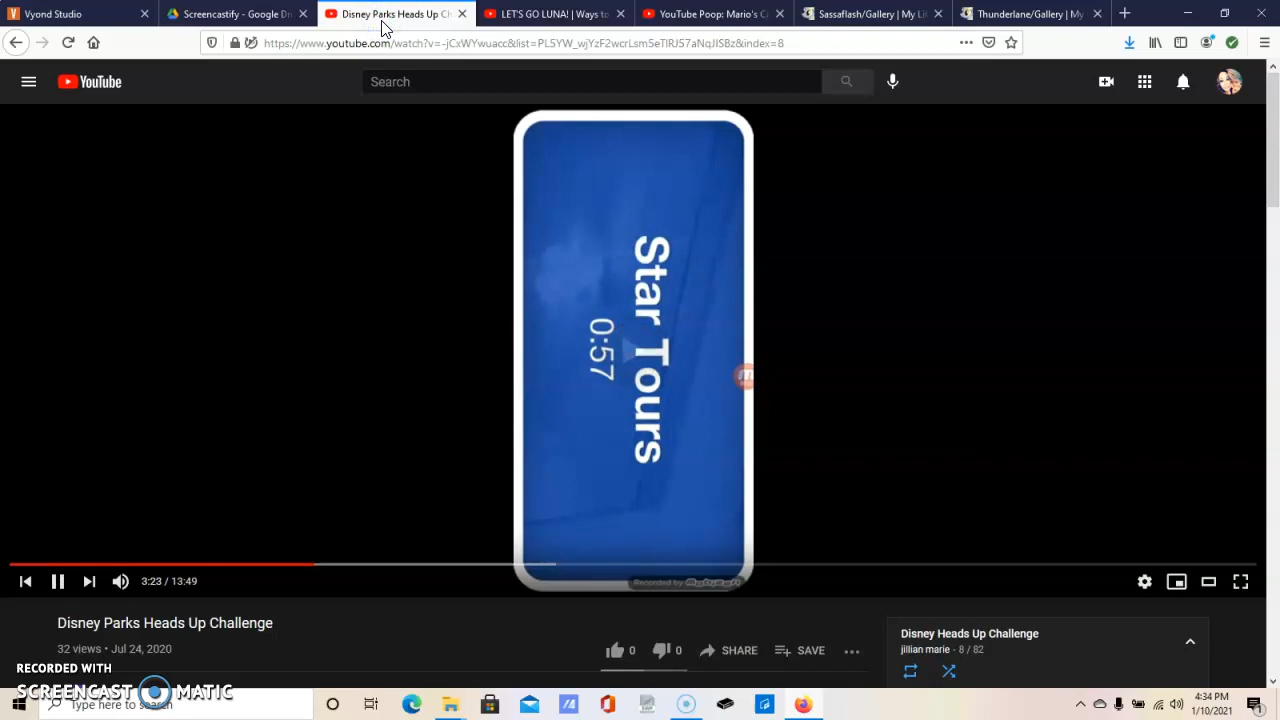 Vyond Studio
Screencastify - Google Dr
Disney Parks Heads Up Ch
LET'S GO LUNA! | Ways to
YouTube Poop: Mario's C
Sassaflash/Gallery | My Li
Thunderlane/Gallery | My
https://www.youtube.com/watch?v=-jCxWYwuacc&list=PL5YW_wjYzF2wcrLsm5eTlRJ57aNqJISBz&index=8
YouTube
Search
Star Tours
0:57
Recorded by
3:23 / 13:49
Disney Parks Heads Up Challenge
32 views • Jul 24, 2020
0
0
SHARE
SAVE
Disney Heads Up Challenge
jillian marie - 8 / 82
RECORDED WITH
SCREENCAST MATIC
Type here to search
4:34 PM
1/10/2021